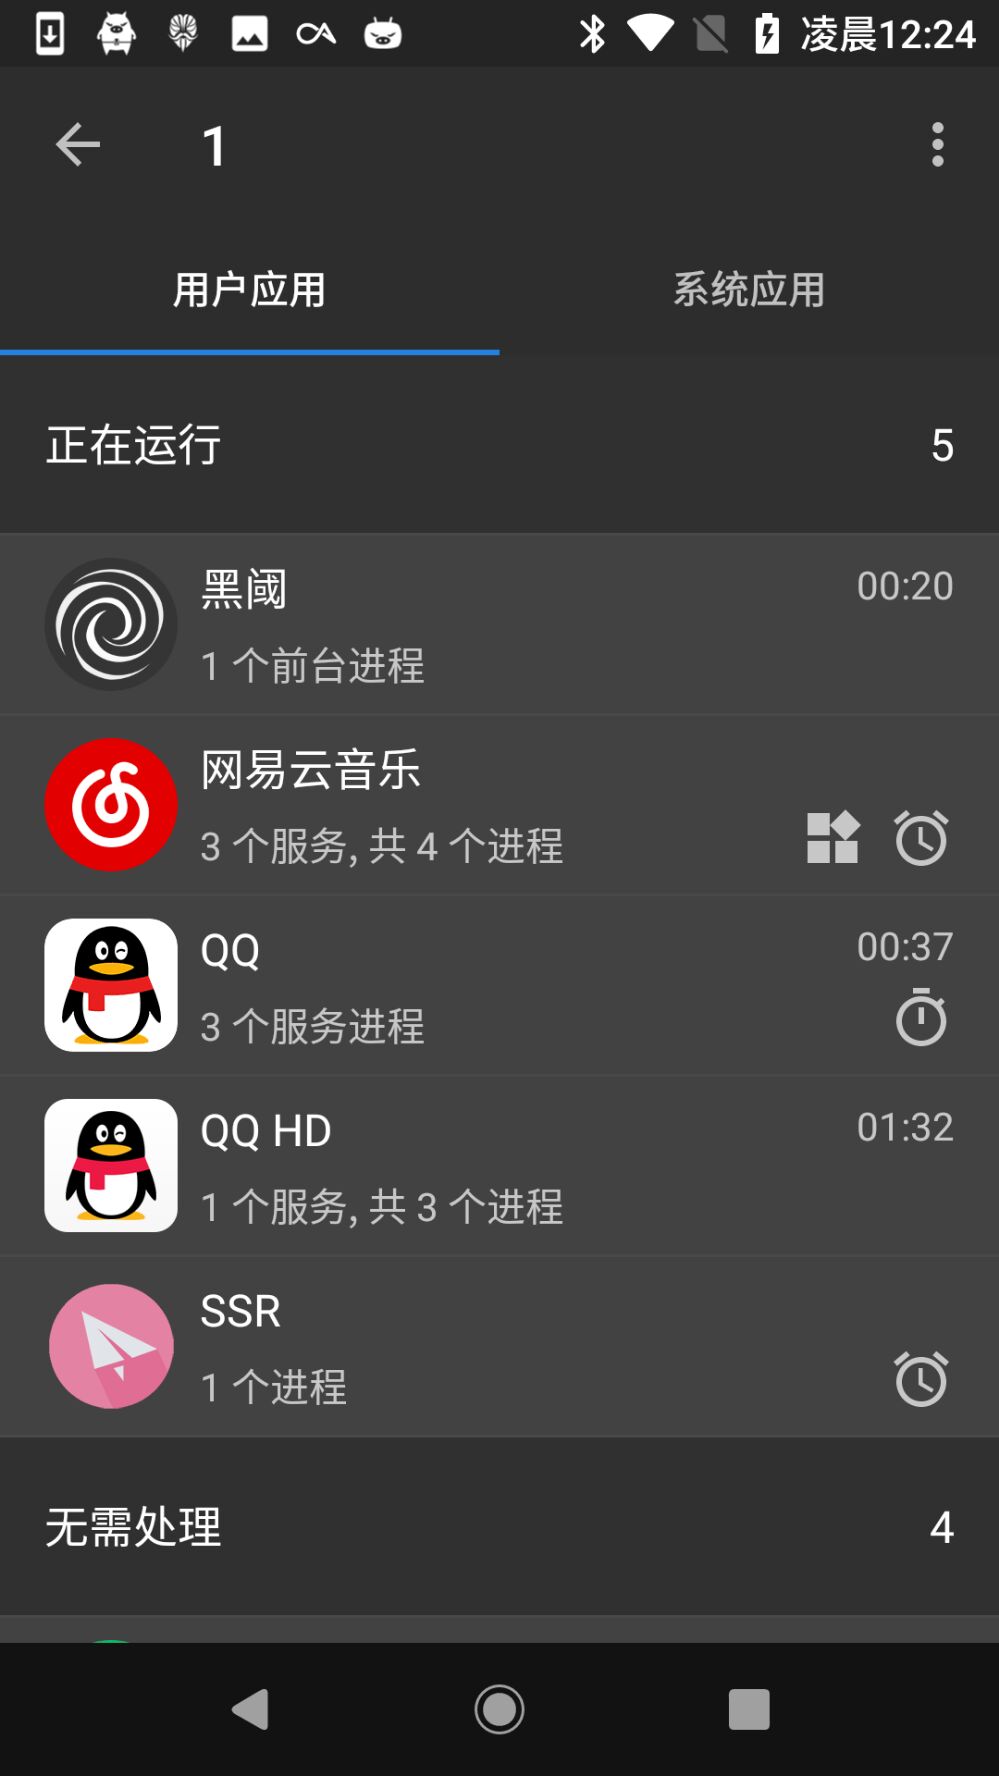 凌晨12:24
1
用户应用
系统应用
正在运行
5
黑阈
00:20
1 个前台进程
网易云音乐
3 个服务, 共 4 个进程
QQ
00:37
3 个服务进程
QQ HD
01:32
1 个服务, 共 3 个进程
SSR
1 个进程
无需处理
4